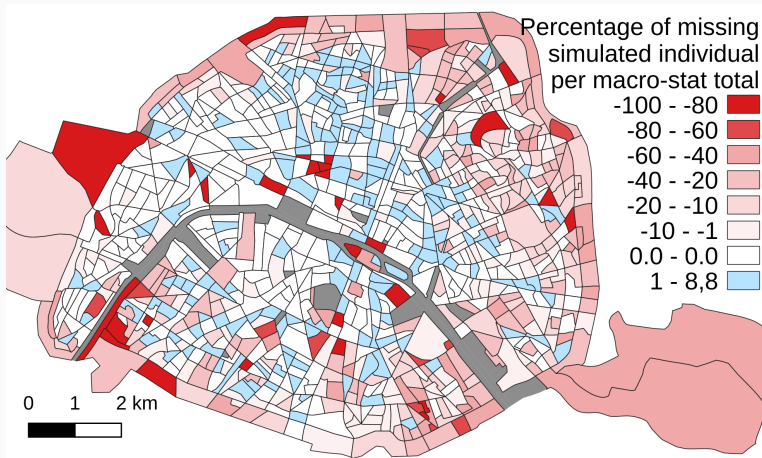 Percentage of missing
simulated individual
per macro-stat total
-100 - -80
-80 - -60
-60 - -40
-40 - -20
-20 - -10
-10 - -1
0.0 - 0.0
1 - 8,8
0 1 2 km